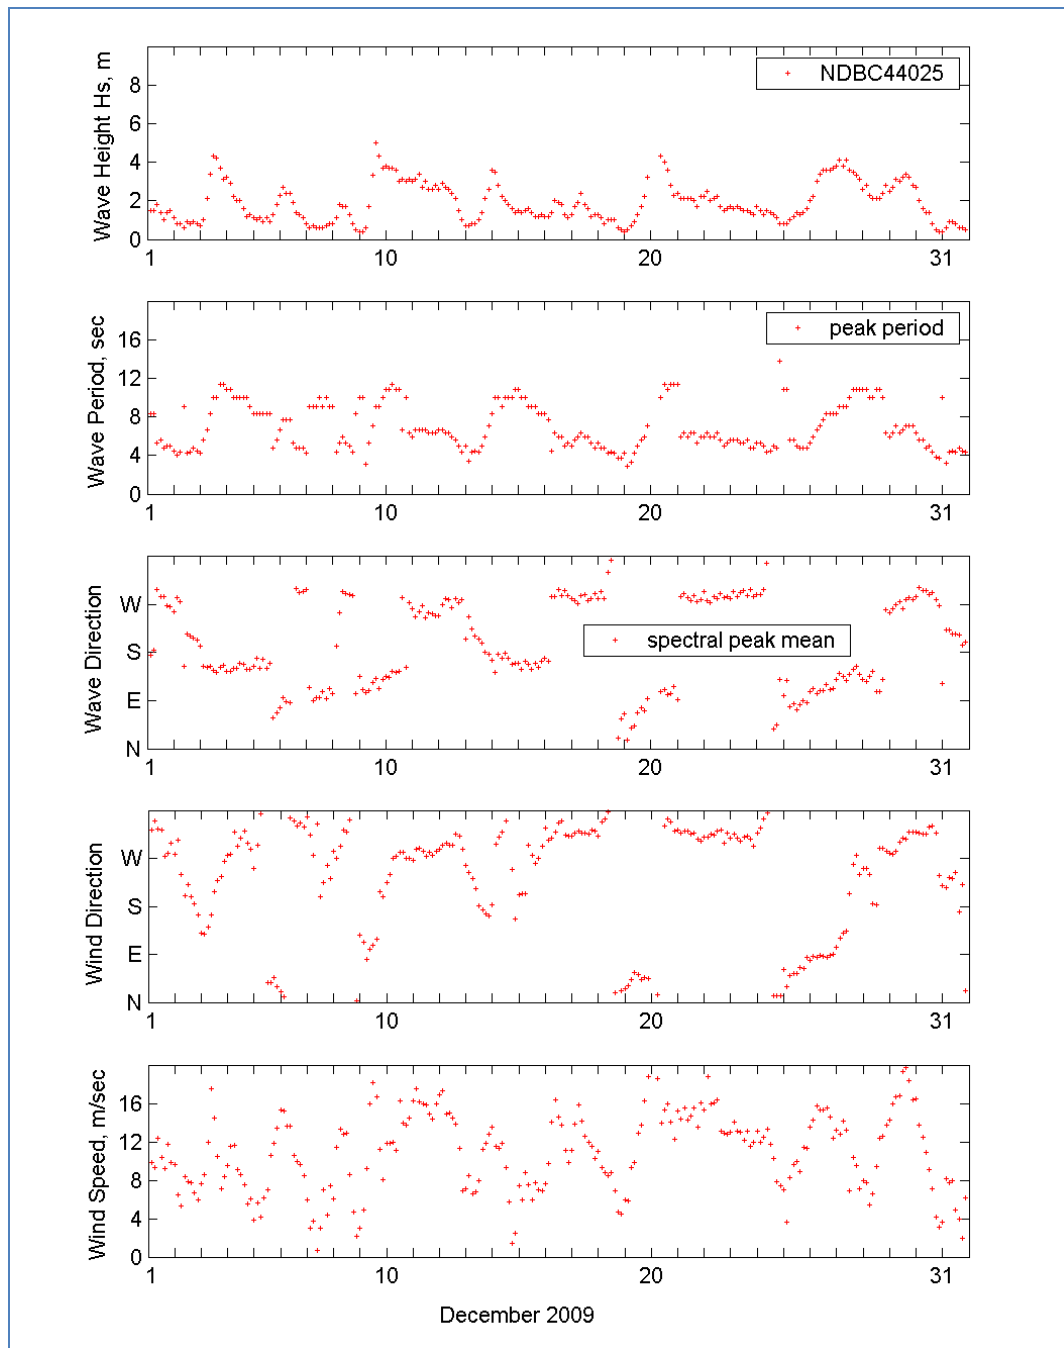 Wave Height Hs, m
8
6
4
2
0
NDBC44025
1 10 20 31
Wave Period, sec
16
12
8
4
0
peak period
1 10 20 31
Wave Direction
W
S
E
N
spectral peak mean
1 10 20 31
Wind Direction
W
S
E
N
1 10 20 31
Wind Speed, m/sec
16
12
8
4
0
1 10 20 31
December 2009